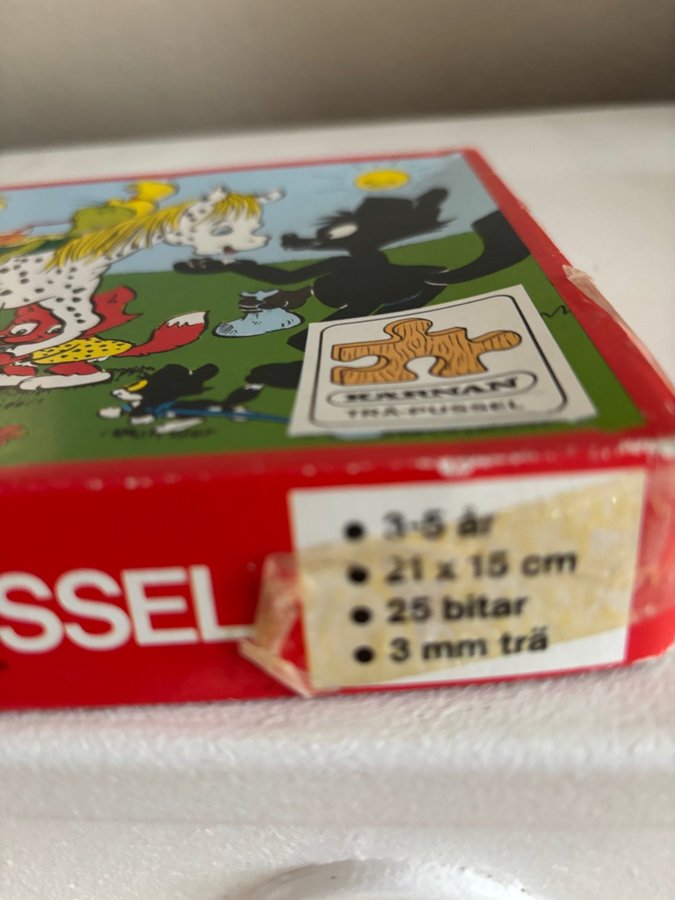 KÄRNAN
TRÄ-PUSSEL
SSEL
• 3-5 år
• 21 x 15 cm
• 25 bitar
• 3 mm trä